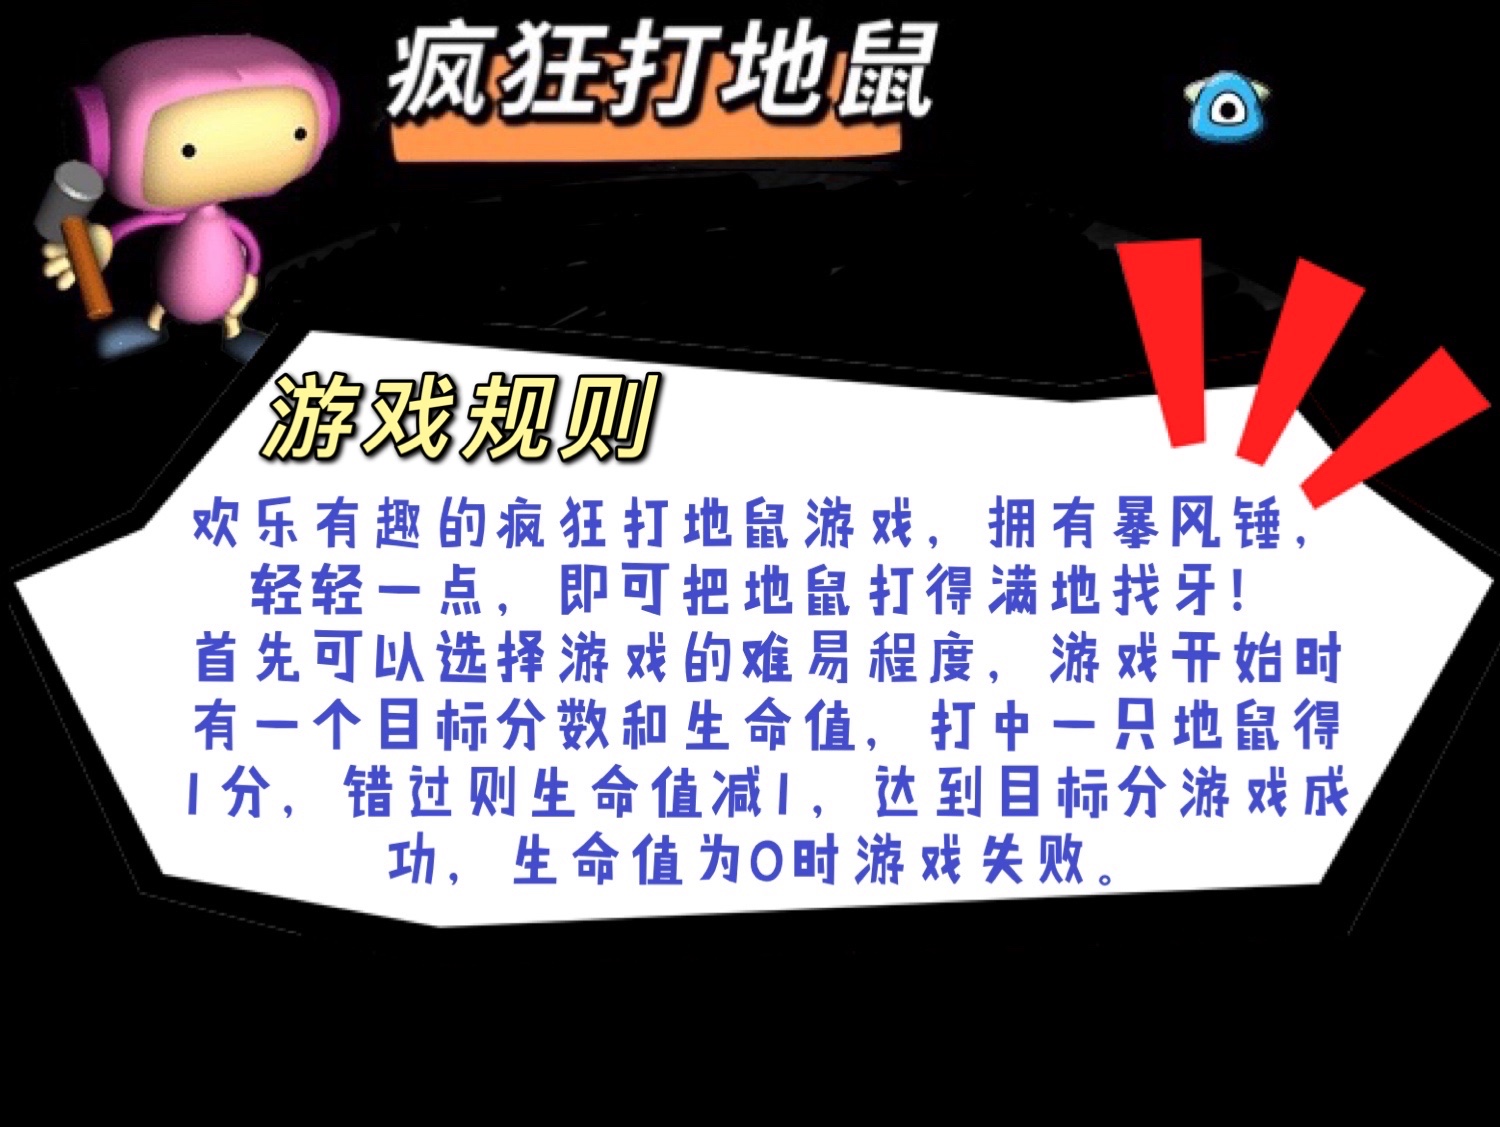 疯狂打地鼠
游戏规则
欢乐有趣的疯狂打地鼠游戏，拥有暴风锤，
轻轻一点，即可把地鼠打得满地找牙！
首先可以选择游戏的难易程度，游戏开始时
有一个目标分数和生命值，打中一只地鼠得
1分，错过则生命值减1，达到目标分游戏成
功，生命值为0时游戏失败。